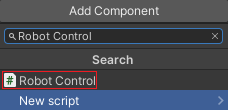 Add Component
Robot Control
Search
# Robot Control
New script